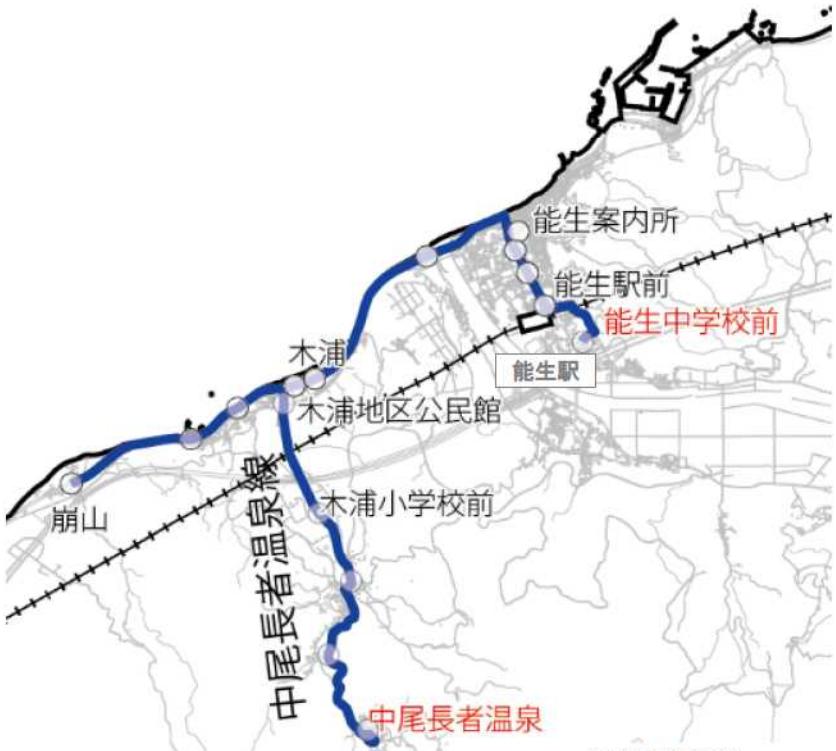 能生案内所
能生駅前
能生中学校前
能生駅
木浦
木浦地区公民館
木浦小学校前
崩山
中尾長者温泉線
中尾長者温泉